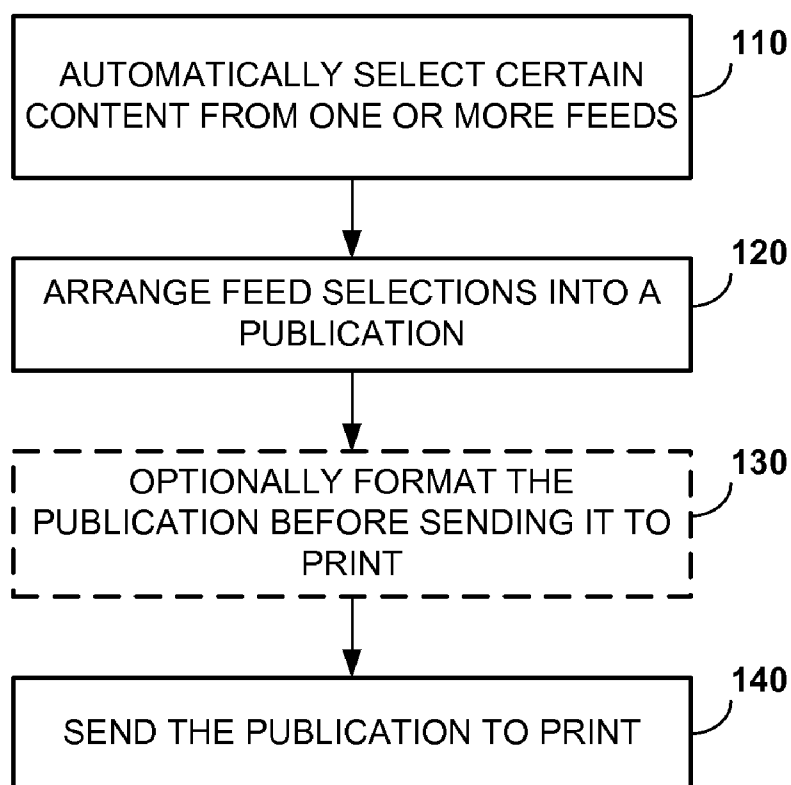 110
AUTOMATICALLY SELECT CERTAIN
CONTENT FROM ONE OR MORE FEEDS
120
ARRANGE FEED SELECTIONS INTO A
PUBLICATION
130
OPTIONALLY FORMAT THE
PUBLICATION BEFORE SENDING IT TO
PRINT
140
SEND THE PUBLICATION TO PRINT